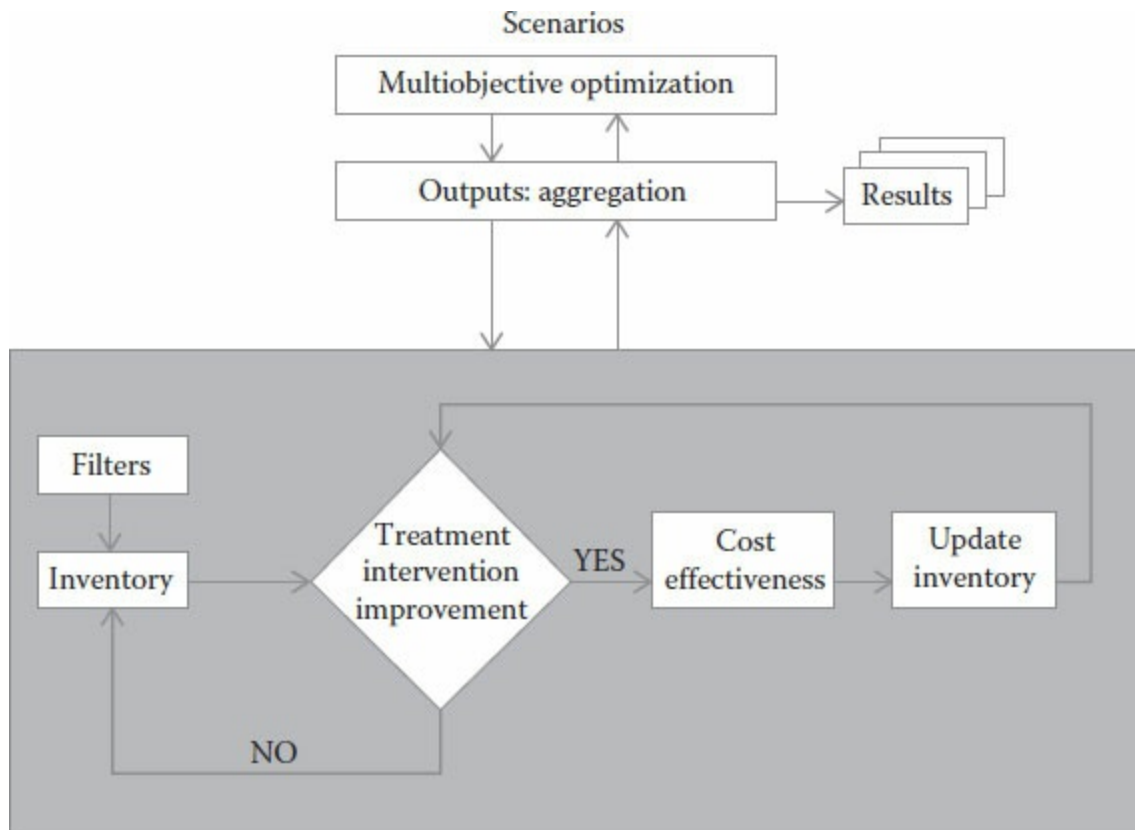 Scenarios
Multiobjective optimization
Outputs: aggregation
Results
Filters
Inventory
Treatment
intervention
improvement
YES
Cost
effectiveness
Update
inventory
NO